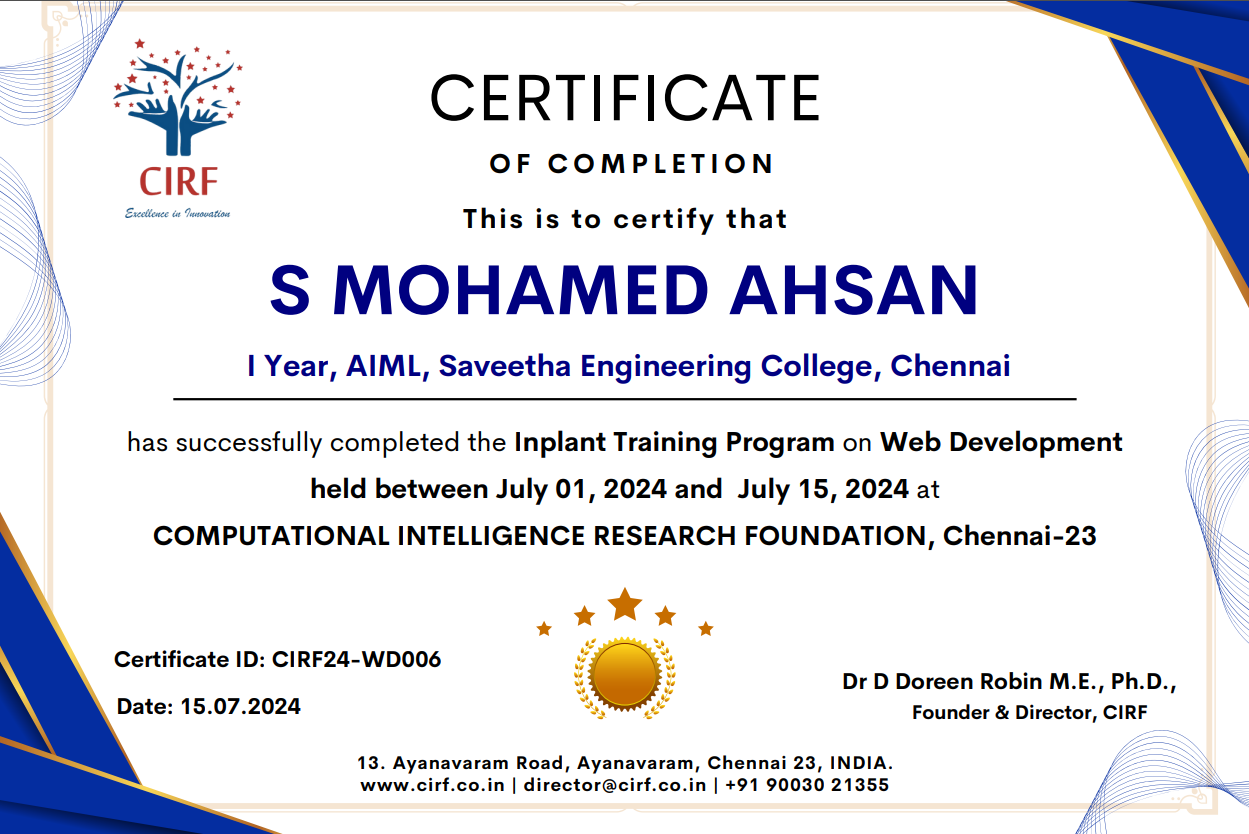 CIRF
Excellence in Innovation
CERTIFICATE
OF COMPLETION
This is to certify that
S MOHAMED AHSAN
I Year, AIML, Saveetha Engineering College, Chennai
has successfully completed the Inplant Training Program on Web Development
held between July 01, 2024 and July 15, 2024 at
COMPUTATIONAL INTELLIGENCE RESEARCH FOUNDATION, Chennai-23
Certificate ID: CIRF24-WD006
Date: 15.07.2024
Dr D Doreen Robin M.E., Ph.D.,
Founder & Director, CIRF
13. Ayanavaram Road, Ayanavaram, Chennai 23, INDIA.
www.cirf.co.in | director@cirf.co.in | +91 90030 21355